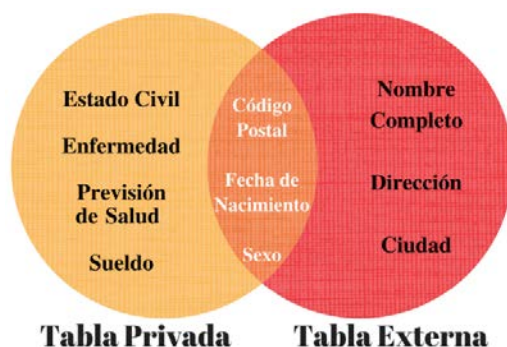 Estado Civil
Enfermedad
Previsión
de Salud
Sueldo
Código
Postal
Fecha de
Nacimiento
Sexo
Nombre
Completo
Dirección
Ciudad
Tabla Privada
Tabla Externa